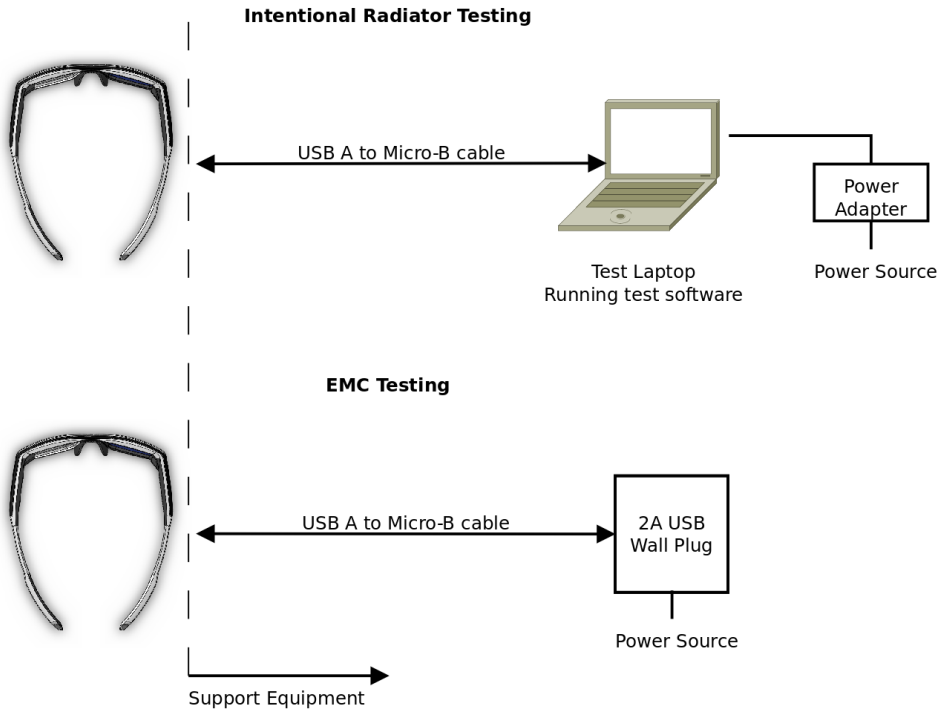 Intentional Radiator Testing
USB A to Micro-B cable
Power
Adapter
Test Laptop
Running test software
Power Source
EMC Testing
USB A to Micro-B cable
2A USB
Wall Plug
Power Source
Support Equipment